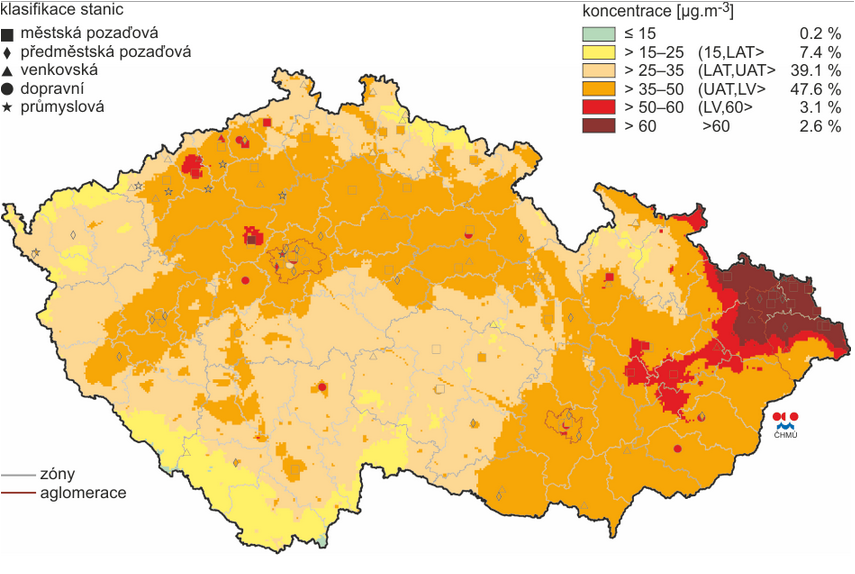 klasifikace stanic
městská pozaďová
předměstská pozaďová
venkovská
dopravní
průmyslová
koncentrace [µg.m-3]
≤ 15 0.2 %
> 15–25 (15,LAT> 7.4 %
> 25–35 (LAT,UAT> 39.1 %
> 35–50 (UAT,LV> 47.6 %
> 50–60 (LV,60> 3.1 %
> 60 >60 2.6 %
ČHMÚ
zóny
aglomerace